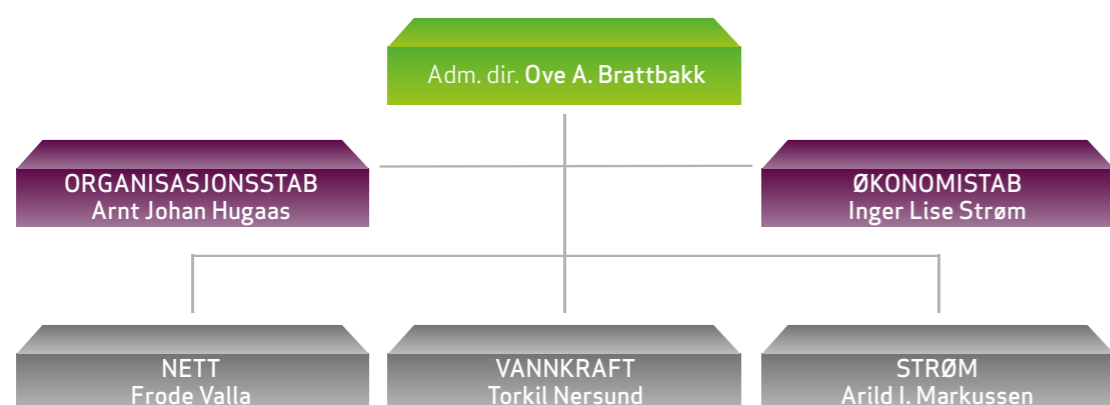 Adm. dir. Ove A. Brattbakk
ORGANISASJONSSTAB
Arnt Johan Hugaas
ØKONOMISTAB
Inger Lise Strøm
NETT
Frode Valla
VANNKRAFT
Torkil Nersund
STRØM
Arild I. Markussen